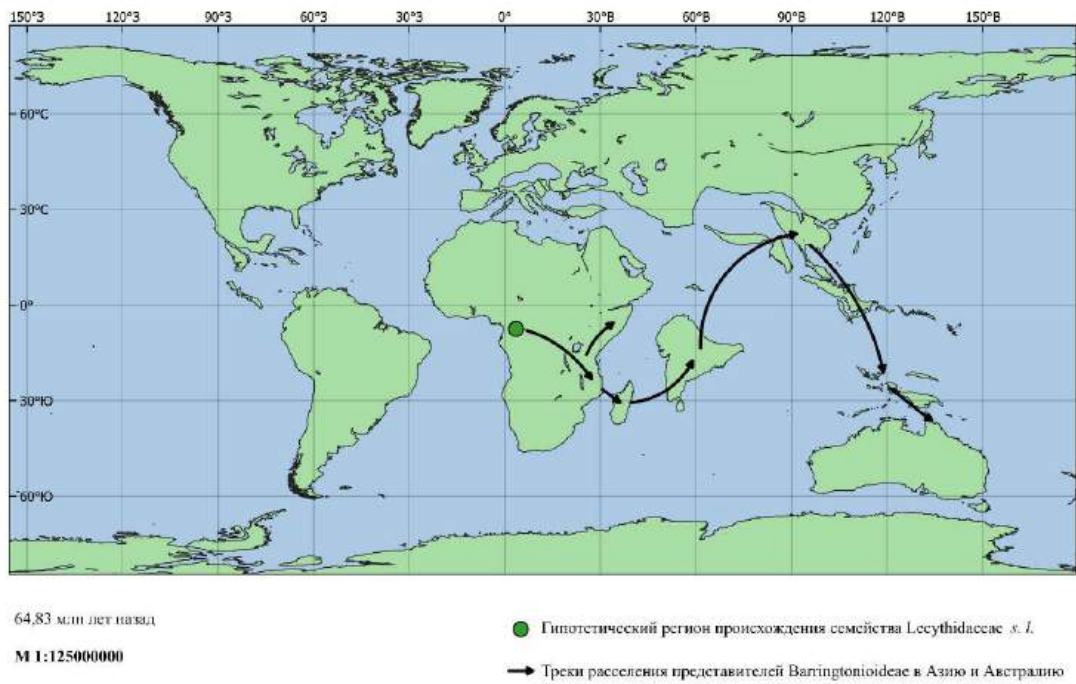 150°З 120°З 90°З 60°З 30°З 0° 30°В 60°В 90°В 120°В 150°В
60°С
30°С
0°
30°Ю
60°Ю
64,83 млн лет назад
М 1:125000000
Гипотетический регион происхождения семейства Lecythidaceae s. l.
Треки расселения представителей Barringtonioideae в Азию и Австралию